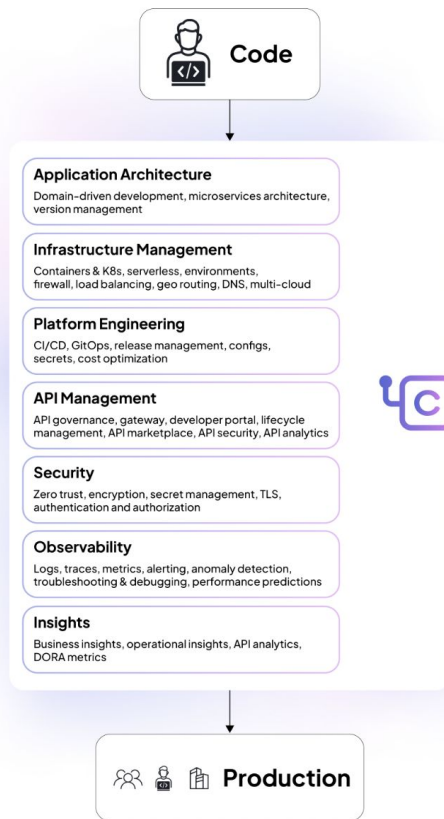 Code
Application Architecture
Domain-driven development, microservices architecture,
version management
Infrastructure Management
Containers & K8s, serverless, environments,
firewall, load balancing, geo routing, DNS, multi-cloud
Platform Engineering
CI/CD, GitOps, release management, configs,
secrets, cost optimization
API Management
API governance, gateway, developer portal, lifecycle
management, API marketplace, API security, API analytics
Security
Zero trust, encryption, secret management, TLS,
authentication and authorization
Observability
Logs, traces, metrics, alerting, anomaly detection,
troubleshooting & debugging, performance predictions
Insights
Business insights, operational insights, API analytics,
DORA metrics
Production